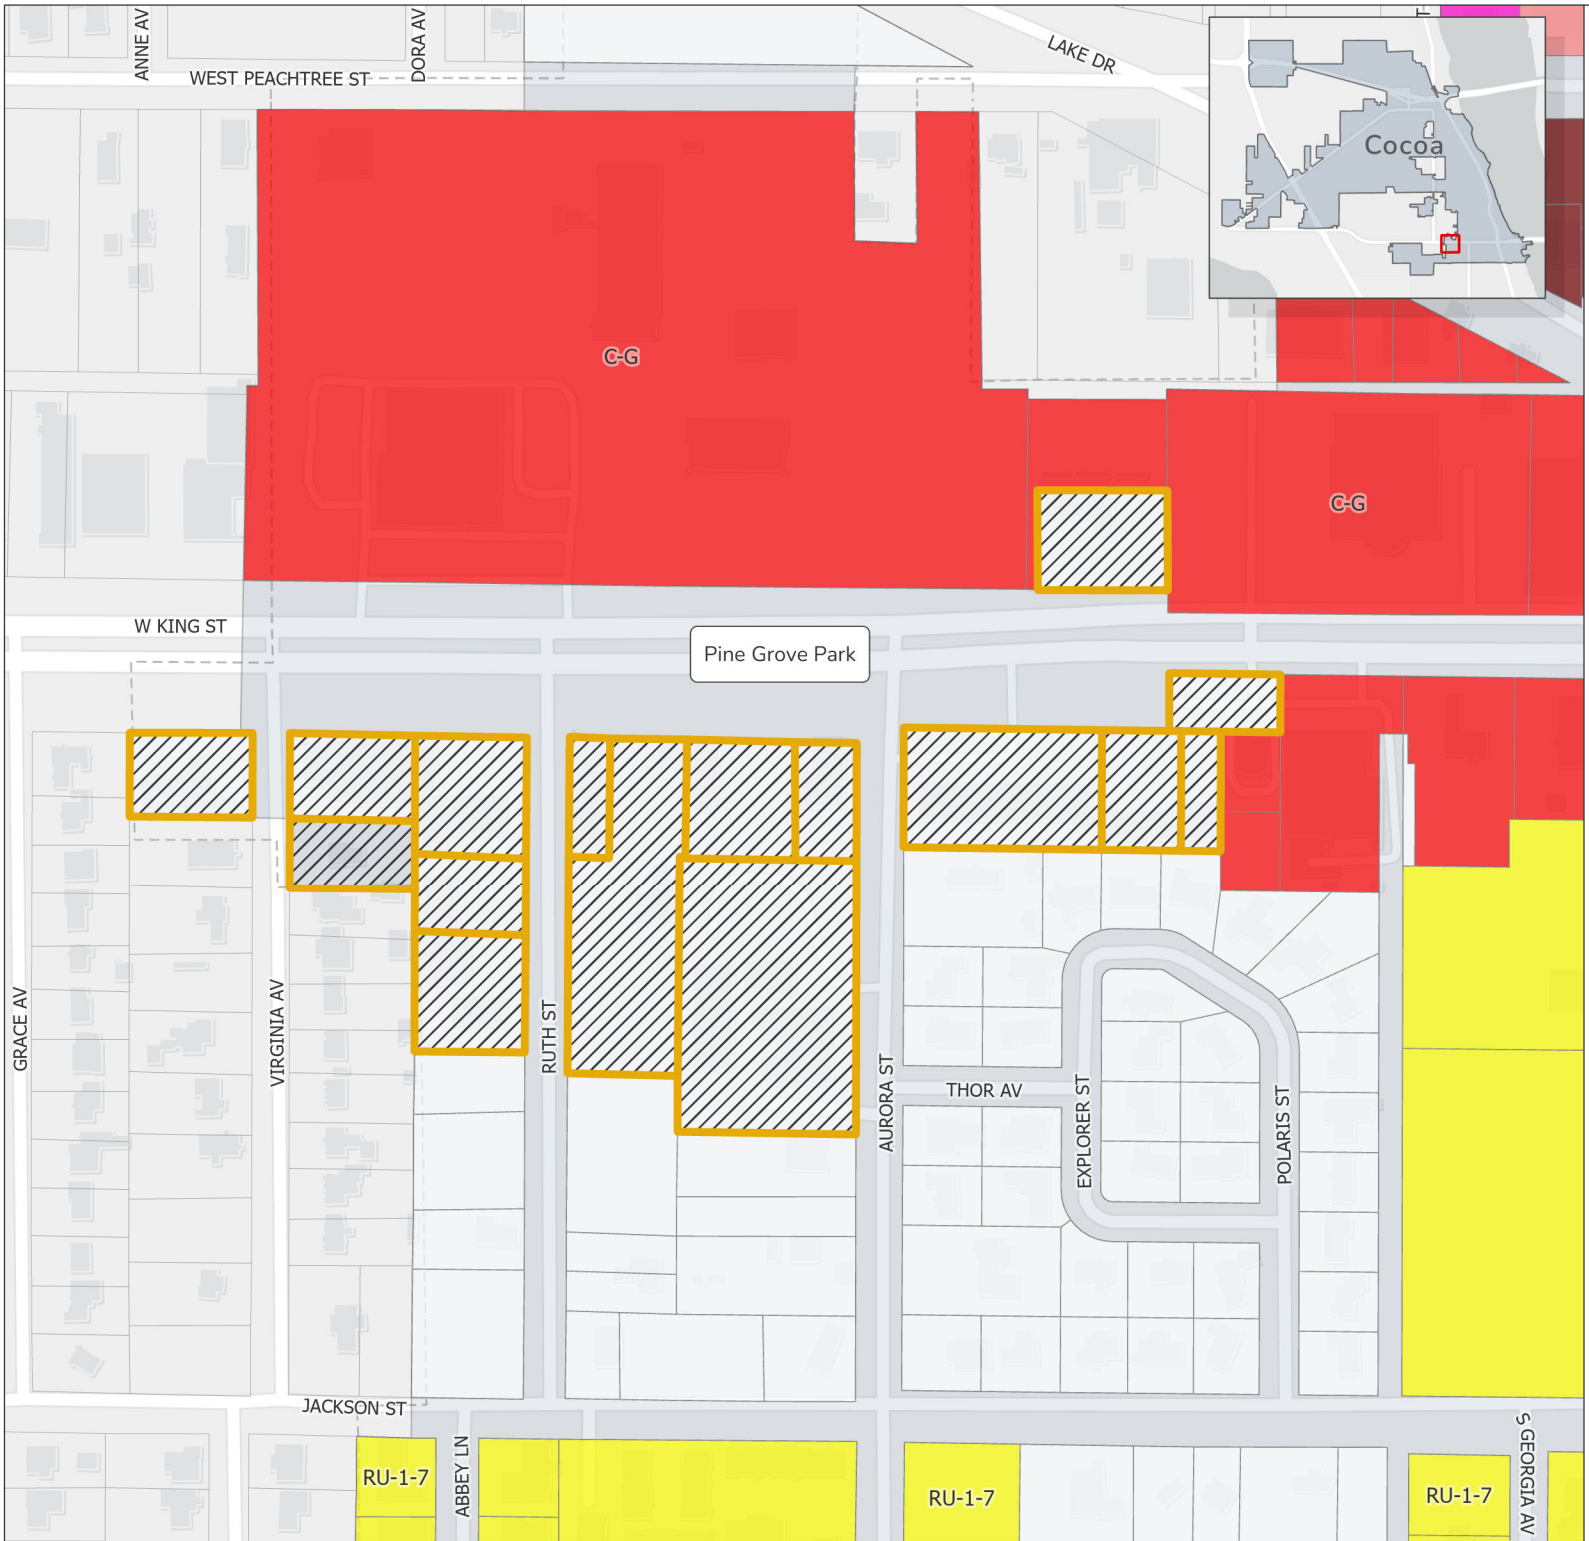 ANNE AV
DORA AV
WEST PEACHTREE ST
LAKE DR
T
Cocoa
C-G
C-G
W KING ST
Pine Grove Park
GRACE AV
VIRGINIA AV
RUTH ST
AURORA ST
THOR AV
EXPLORER ST
POLARIS ST
JACKSON ST
ABBEY LN
RU-1-7
RU-1-7
RU-1-7
S GEORGIA AV